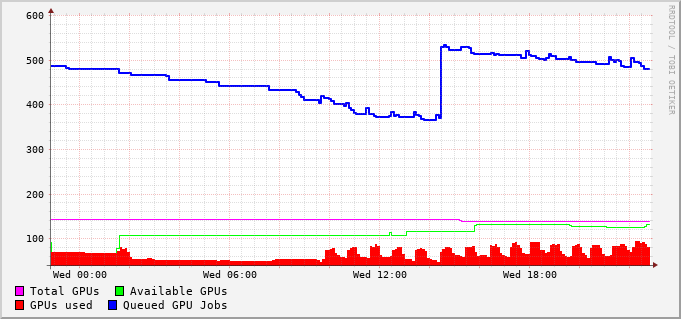 600
500
400
300
200
100
Wed 00:00 Wed 06:00 Wed 12:00 Wed 18:00
Total GPUs Available GPUs
GPUs used Queued GPU Jobs
RRDTOOL / TOBI OETIKER